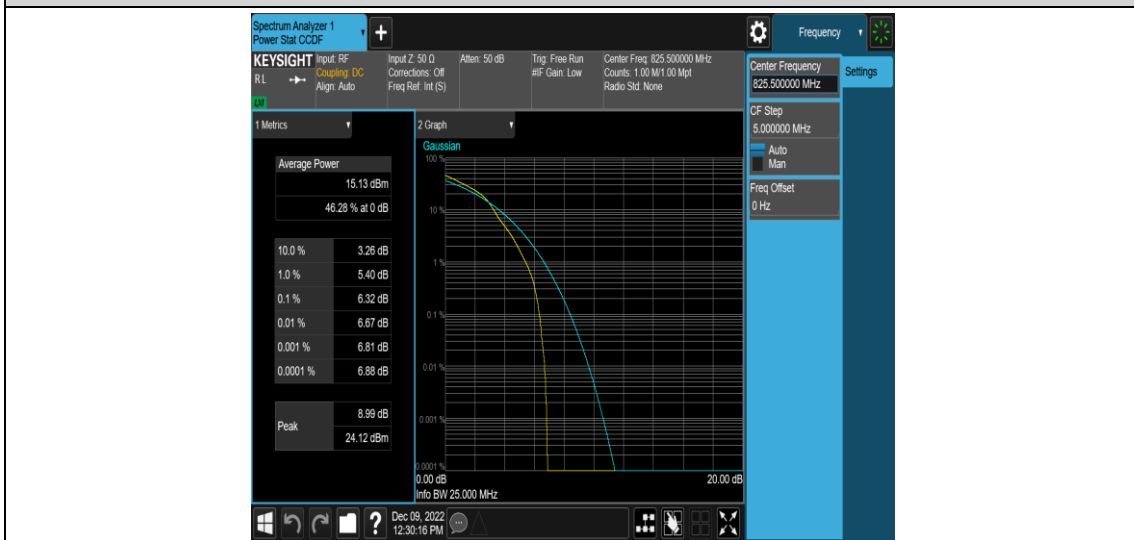 Spectrum Analyzer 1
Power Stat CCDF
+
Frequency
KEYSIGHT
RL
Input: RF
Coupling: DC
Align: Auto
Input Z: 50 Ω
Corrections: Off
Freq Ref: Int (S)
Atten: 50 dB
Trig: Free Run
#IF Gain: Low
Center Freq: 825.500000 MHz
Counts: 1.00 M/1.00 Mpt
Radio Std: None
Center Frequency
825.500000 MHz
Settings
CF Step
5.000000 MHz
Auto
Man
Freq Offset
0 Hz
1 Metrics
Average Power
15.13 dBm
46.28 % at 0 dB
10.0 % 3.26 dB
1.0 % 5.40 dB
0.1 % 6.32 dB
0.01 % 6.67 dB
0.001 % 6.81 dB
0.0001 % 6.88 dB
Peak
8.99 dB
24.12 dBm
2 Graph
Gaussian
100 %
10 %
1 %
0.1 %
0.01 %
0.001 %
0.0001 %
0.00 dB 20.00 dB
Info BW 25.000 MHz
?
Dec 09, 2022
12:30:16 PM